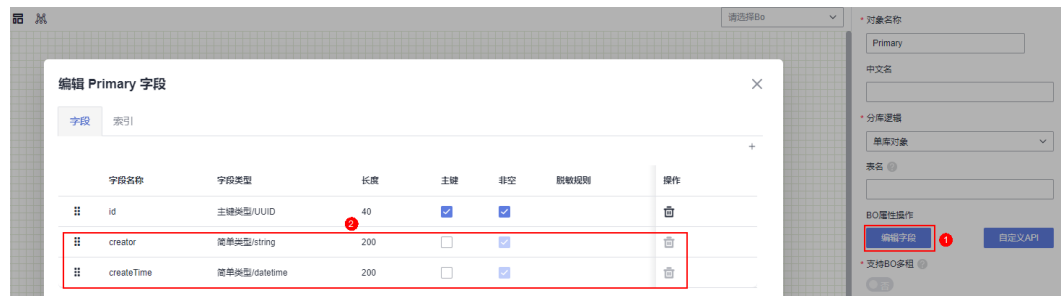 请选择Bo
* 对象名称
Primary
中文名
* 分库逻辑
单库对象
表名
BO属性操作
编辑字段 1 自定义API
* 支持BO多租
否
编辑 Primary 字段
字段 索引
+
字段名称 字段类型 长度 主键 非空 脱敏规则 操作
id 主键类型/UUID 40
2
creator 简单类型/string 200
createTime 简单类型/datetime 200